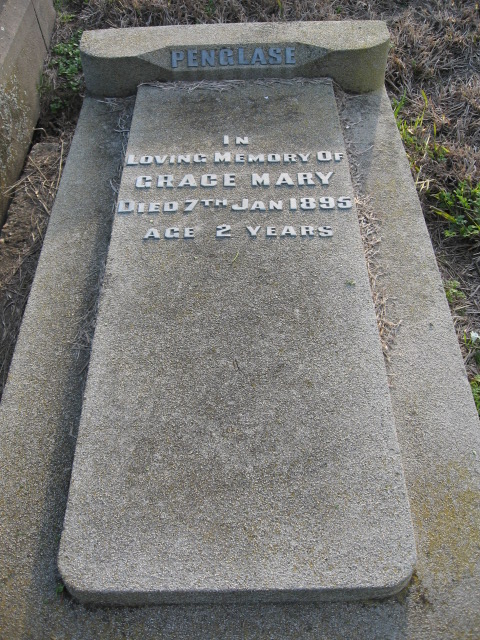 PENGLASE
IN
LOVING MEMORY OF
GRACE MARY
DIED 7TH JAN 1895
AGE 2 YEARS